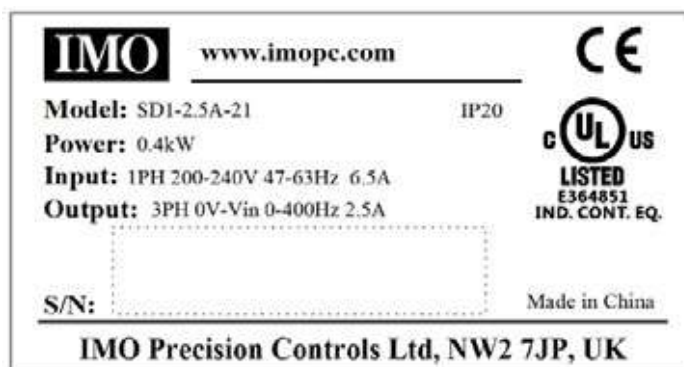 IMO www.imopc.com CE
Model: SD1-2.5A-21 IP20
Power: 0.4kW
Input: 1PH 200-240V 47-63Hz 6.5A
Output: 3PH 0V-Vin 0-400Hz 2.5A
C UL US
LISTED
E364851
IND. CONT. EQ.
S/N:
Made in China
IMO Precision Controls Ltd, NW2 7JP, UK